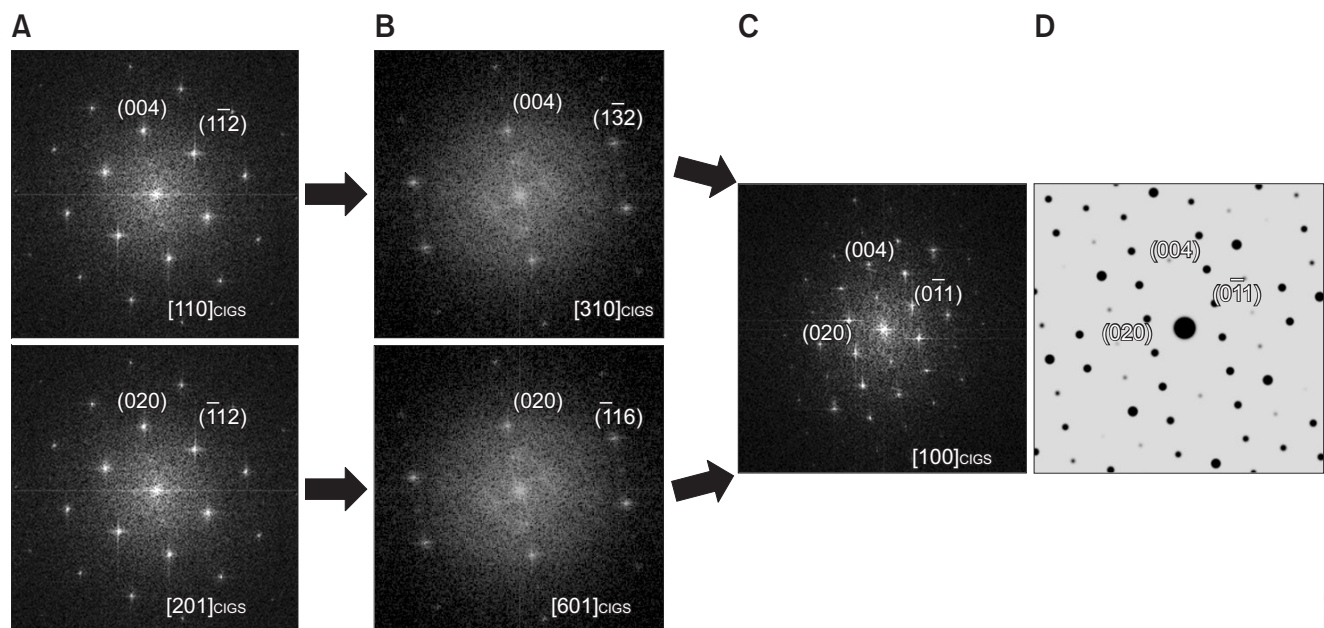 A
B
C
D
(004)
(11̅2)
[110]CIGS
(004)
(13̅2)
[310]CIGS
(020)
(1̅12)
[201]CIGS
(020)
(1̅16)
[601]CIGS
(004)
(01̅1)
(020)
[100]CIGS
(004)
(01̅1)
(020)